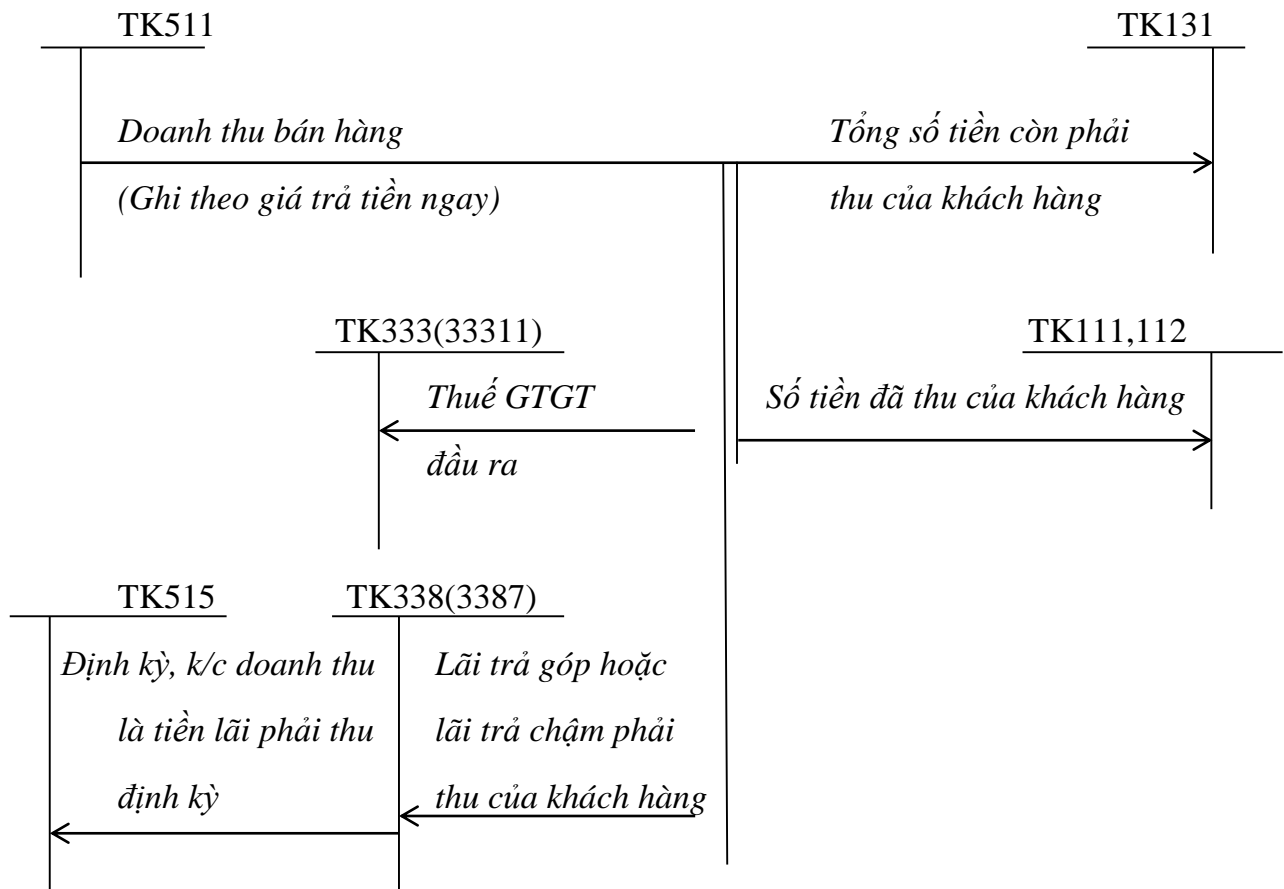 TK511
TK131
Doanh thu bán hàng
(Ghi theo giá trả tiền ngay)
Tổng số tiền còn phải
thu của khách hàng
TK333(33311)
TK111,112
Thuế GTGT
đầu ra
Số tiền đã thu của khách hàng
TK515
TK338(3387)
Định kỳ, k/c doanh thu
là tiền lãi phải thu
định kỳ
Lãi trả góp hoặc
lãi trả chậm phải
thu của khách hàng